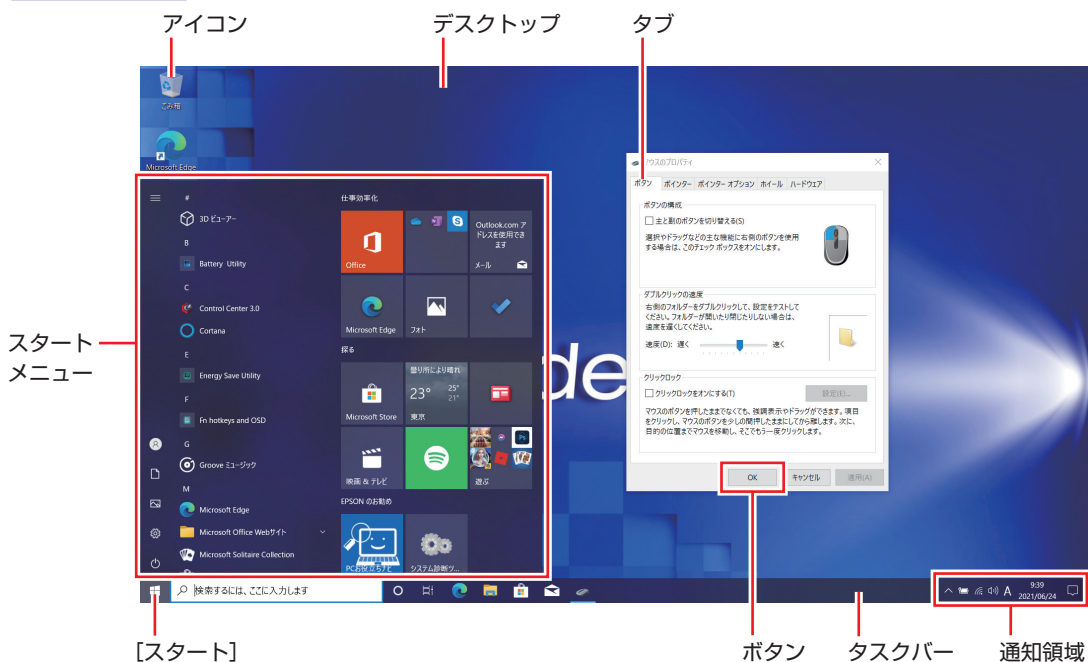 アイコン
デスクトップ
タブ
ごみ箱
Microsoft Edge
スタート
メニュー
#
3D ビューアー
B
Battery Utility
C
Control Center 3.0
Cortana
E
Energy Save Utility
F
Fn hotkeys and OSD
G
Groove ミュージック
M
Microsoft Edge
Microsoft Office Webサイト
Microsoft Solitaire Collection
仕事効率化
Office
Outlook.com ア
ドレスを使用でき
ます
メール
Microsoft Edge
フォト
探る
Microsoft Store
曇り所により晴れ
23° 25°
21°
東京
映画 & テレビ
遊ぶ
EPSON のお勧め
PCお役立ちナビ
システム診断ツ...
de
マウスのプロパティ
ボタン ポインター ポインター オプション ホイール ハードウェア
ボタンの構成
主と副のボタンを切り替える(S)
選択やドラッグなどの主な機能に右側のボタンを使用
する場合は、このチェック ボックスをオンにします。
ダブルクリックの速度
右側のフォルダーをダブルクリックして、設定をテストして
ください。フォルダーが開いたり閉じたりしない場合は、
速度を遅くしてください。
速度(D): 遅く 速く
クリックロック
クリックロックをオンにする(T) 設定(E)...
マウスのボタンを押したままでなくても、強調表示やドラッグができます。項目
をクリックし、マウスのボタンを少しの間押したままにしてから離します。次に、
目的の位置までマウスを移動し、そこでもう一度クリックします。
OK キャンセル 適用(A)
検索するには、ここに入力します
A
9:39
2021/06/24
[スタート]
ボタン
タスクバー
通知領域